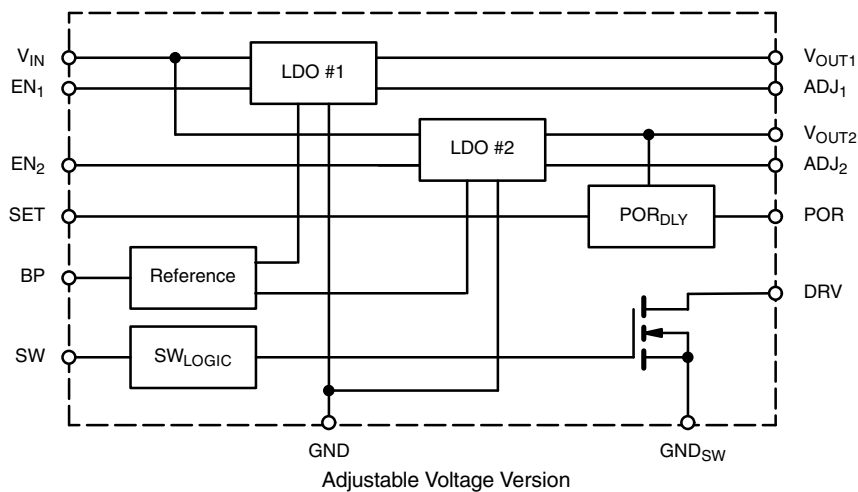 V_IN LDO #1 V_OUT1
EN_1 ADJ_1
V_OUT2
EN_2 LDO #2 ADJ_2
SET POR_DLY POR
BP Reference
DRV
SW SW_LOGIC
GND GND_SW
Adjustable Voltage Version